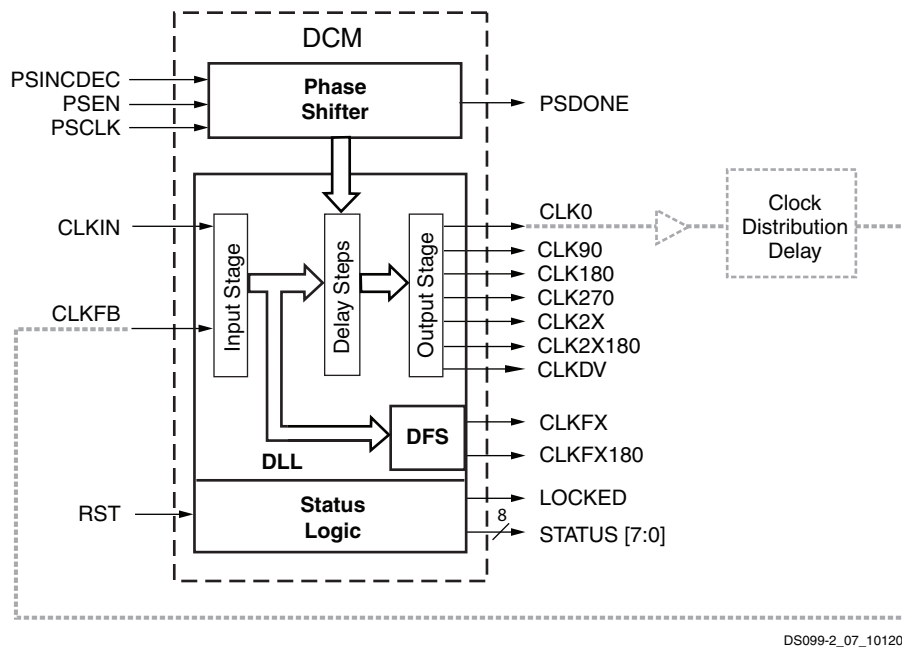 DCM
PSINCDEC
PSEN
PSCLK
Phase
Shifter
PSDONE
CLKIN
CLKFB
Input Stage
Delay Steps
Output Stage
CLK0
CLK90
CLK180
CLK270
CLK2X
CLK2X180
CLKDV
Clock
Distribution
Delay
DFS
CLKFX
CLKFX180
DLL
RST
Status
Logic
LOCKED
8
STATUS [7:0]
DS099-2_07_10120